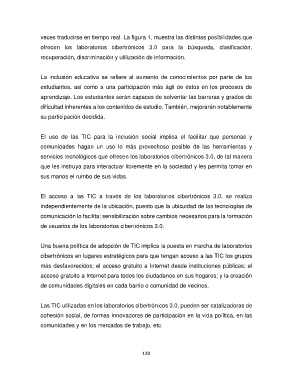 veces traducirse en tiempo real. La figura 1, muestra las distintas posibilidades que
ofrecen los laboratorios cibertrónicos 3.0 para la búsqueda, clasificación,
recuperación, discriminación y utilización de información.
La inclusión educativa se refiere al aumento de conocimientos por parte de los
estudiantes, así como a una participación más ágil de éstos en los procesos de
aprendizaje. Los estudiantes serán capaces de solventar las barreras y grados de
dificultad inherentes a los contenidos de estudio. También, mejorarán notablemente
su participación decidida.
El uso de las TIC para la inclusión social implica el facilitar que personas y
comunidades hagan un uso lo más provechoso posible de las herramientas y
servicios tecnológicos que ofrecen los laboratorios cibertrónicos 3.0, de tal manera
que les instruya para interactuar libremente en la sociedad y les permita tomar en
sus manos el rumbo de sus vidas.
El acceso a las TIC a través de los laboratorios cibertrónicos 3.0, se realiza
independientemente de la ubicación, puesto que la ubicuidad de las tecnologías de
comunicación lo facilita; sensibilización sobre cambios necesarios para la formación
de usuarios de los laboratorios cibertrónicos 3.0.
Una buena política de adopción de TIC implica la puesta en marcha de laboratorios
cibertrónicos en lugares estratégicos para que tengan acceso a las TIC los grupos
más desfavorecidos; el acceso gratuito a Internet desde instituciones públicas; el
acceso gratuito a Internet para todos los ciudadanos en sus hogares; y la creación
de comunidades digitales en cada barrio o comunidad de vecinos.
Las TIC utilizadas en los laboratorios cibertrónicos 3.0, pueden ser catalizadoras de
cohesión social, de formas innovadoras de participación en la vida política, en las
comunidades y en los mercados de trabajo, etc.
120